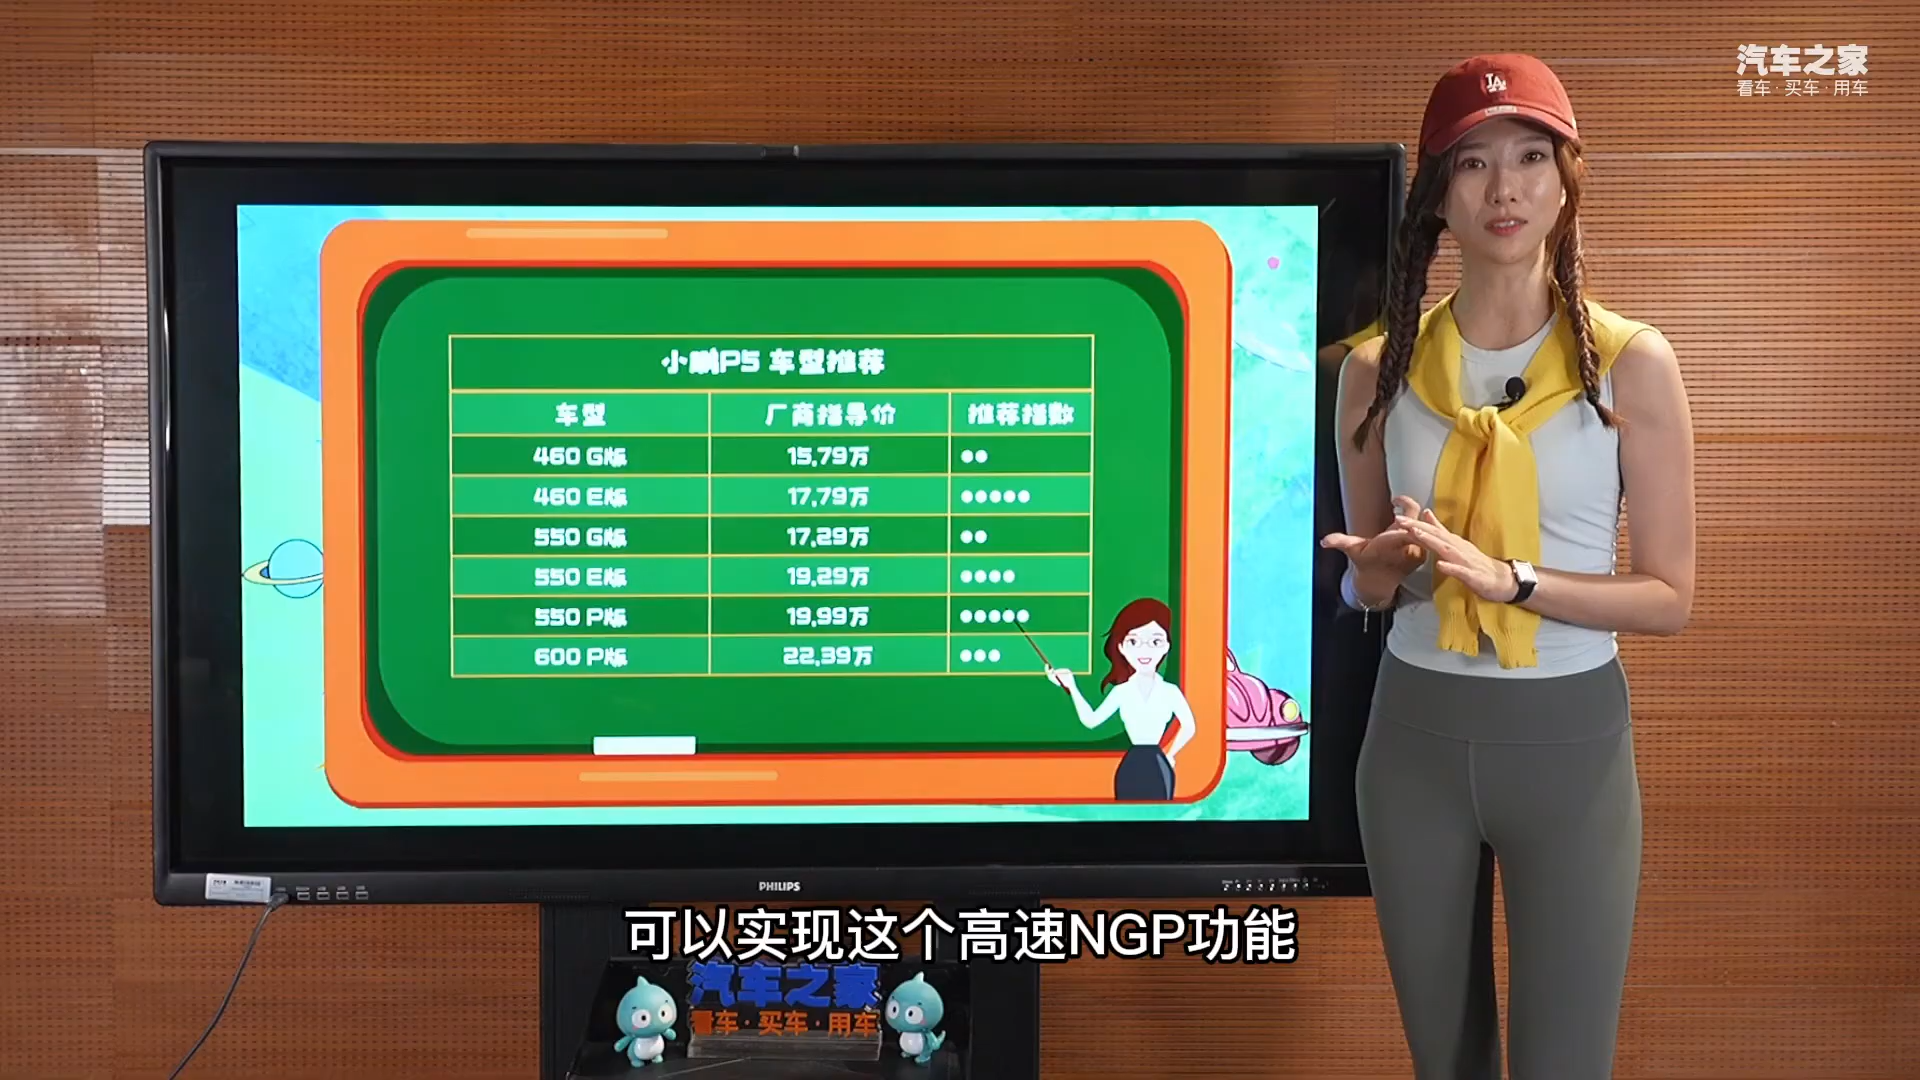 汽车之家
看车·买车·用车
LA
小鹏P5 车型推荐
车型 厂商指导价 推荐指数
460 G版 15.79万 ●●
460 E版 17.79万 ●●●●●
550 G版 17.29万 ●●
550 E版 19.29万 ●●●●
550 P版 19.99万 ●●●●●
600 P版 22.39万 ●●●
PHILIPS
可以实现这个高速NGP功能
汽车之家
看车·买车·用车